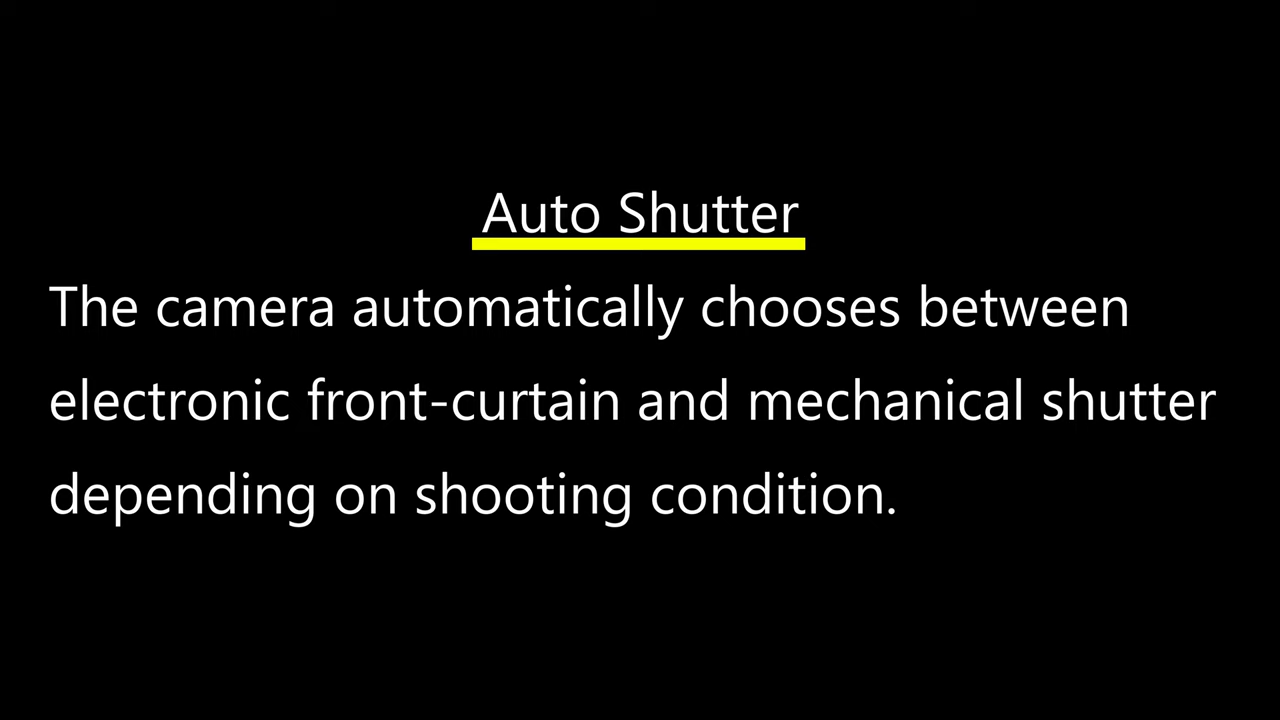 Auto Shutter
The camera automatically chooses between
electronic front-curtain and mechanical shutter
depending on shooting condition.